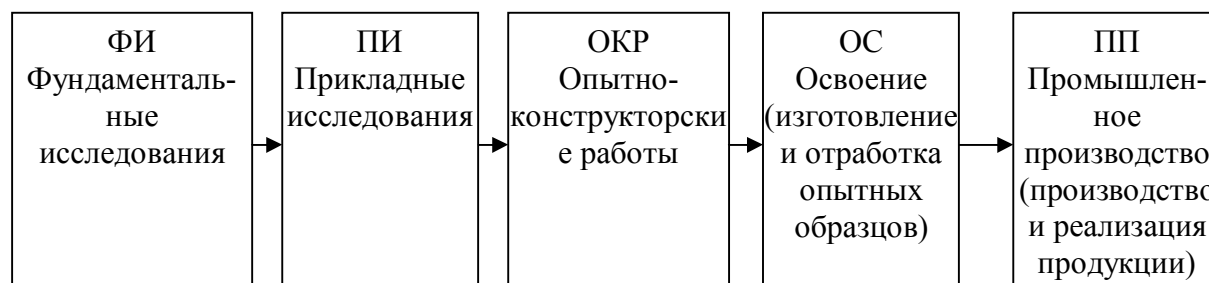 ФИ
Фундаменталь-
ные
исследования
ПИ
Прикладные
исследования
ОКР
Опытно-
конструкторски
е работы
ОС
Освоение
(изготовление
и отработка
опытных
образцов)
ПП
Промышлен-
ное
производство
(производство
и реализация
продукции)